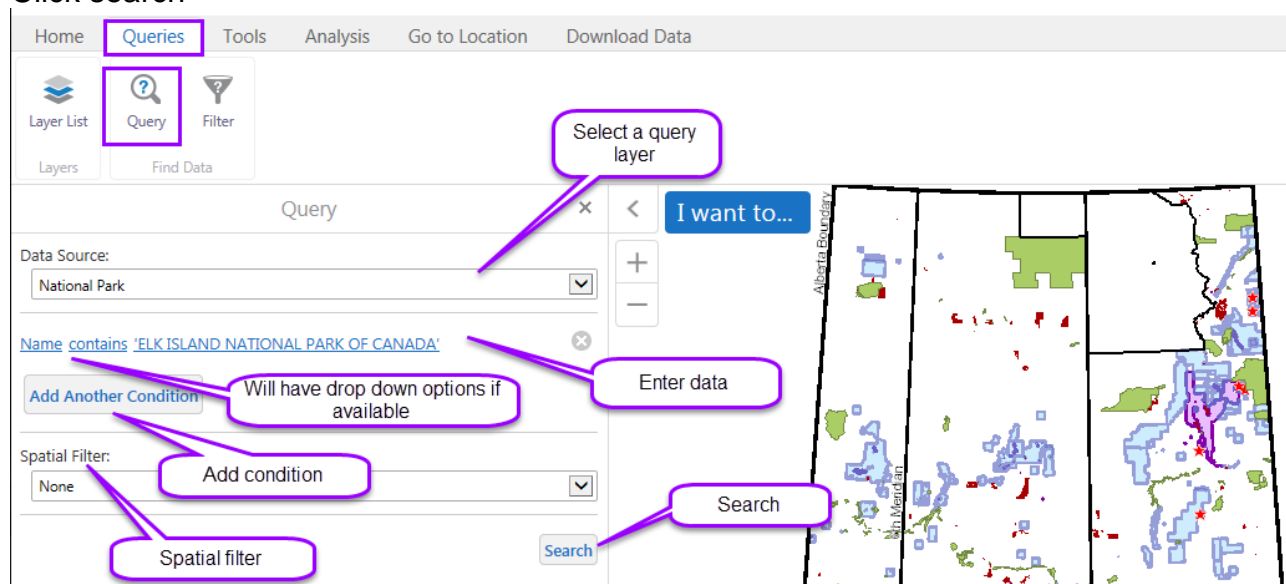 Click search
Home Queries Tools Analysis Go to Location Download Data
Layer List Query Filter
Layers Find Data
Select a query
layer
Query
I want to...
Data Source:
National Park
Name contains 'ELK ISLAND NATIONAL PARK OF CANADA'
Enter data
Will have drop down options if
available
Add Another Condition
Add condition
Spatial Filter:
None
Search
Search
Spatial filter
Alberta Boundary